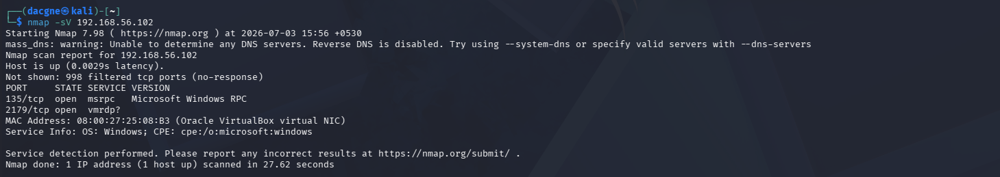 ┌──(dacgne㉿kali)-[~]
└─$ nmap -sV 192.168.56.102
Starting Nmap 7.98 ( https://nmap.org ) at 2026-07-03 15:56 +0530
mass_dns: warning: Unable to determine any DNS servers. Reverse DNS is disabled. Try using --system-dns or specify valid servers with --dns-servers
Nmap scan report for 192.168.56.102
Host is up (0.0029s latency).
Not shown: 998 filtered tcp ports (no-response)
PORT     STATE SERVICE VERSION
135/tcp  open  msrpc   Microsoft Windows RPC
2179/tcp open  vmrdp?
MAC Address: 08:00:27:25:08:B3 (Oracle VirtualBox virtual NIC)
Service Info: OS: Windows; CPE: cpe:/o:microsoft:windows

Service detection performed. Please report any incorrect results at https://nmap.org/submit/ .
Nmap done: 1 IP address (1 host up) scanned in 27.62 seconds